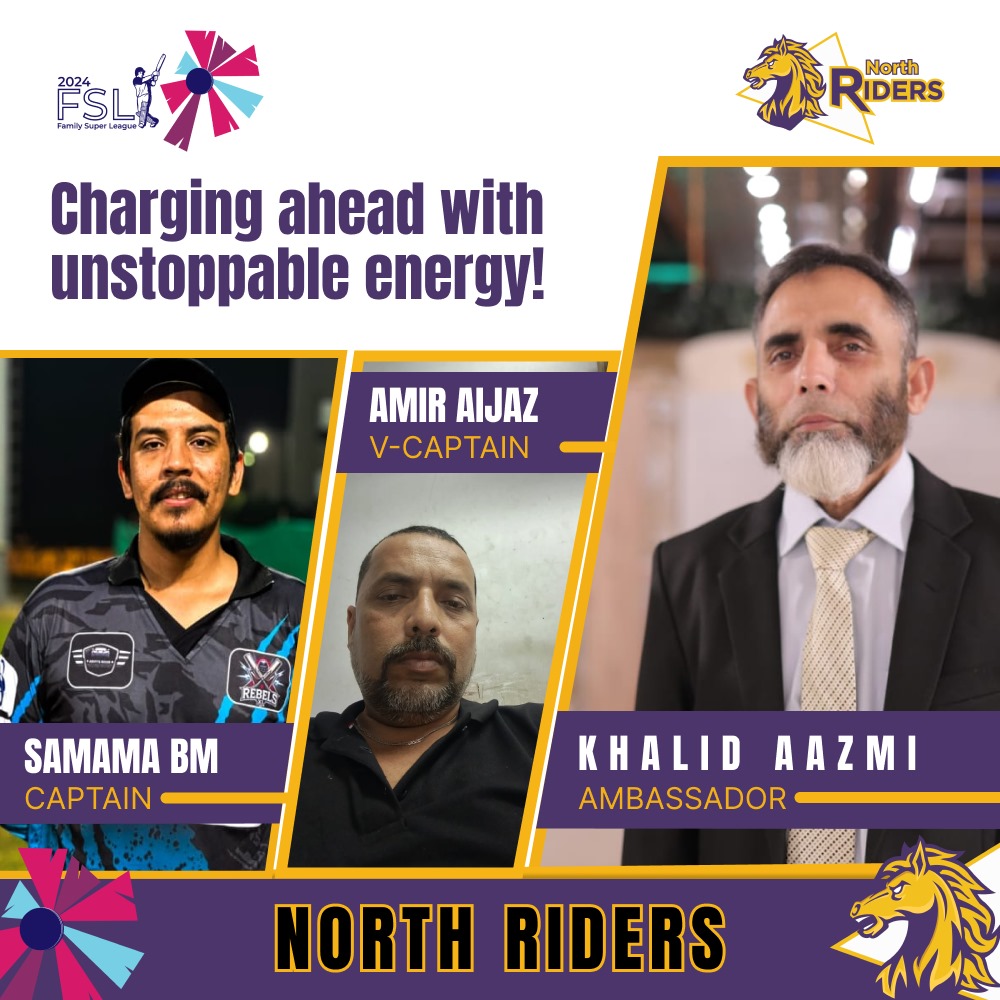 2024
FSL
Family Super League
North
RIDERS
Charging ahead with
unstoppable energy!
AMIR AIJAZ
V-CAPTAIN
REBELS
SAMAMA BM
CAPTAIN
KHALID AAZMI
AMBASSADOR
NORTH RIDERS